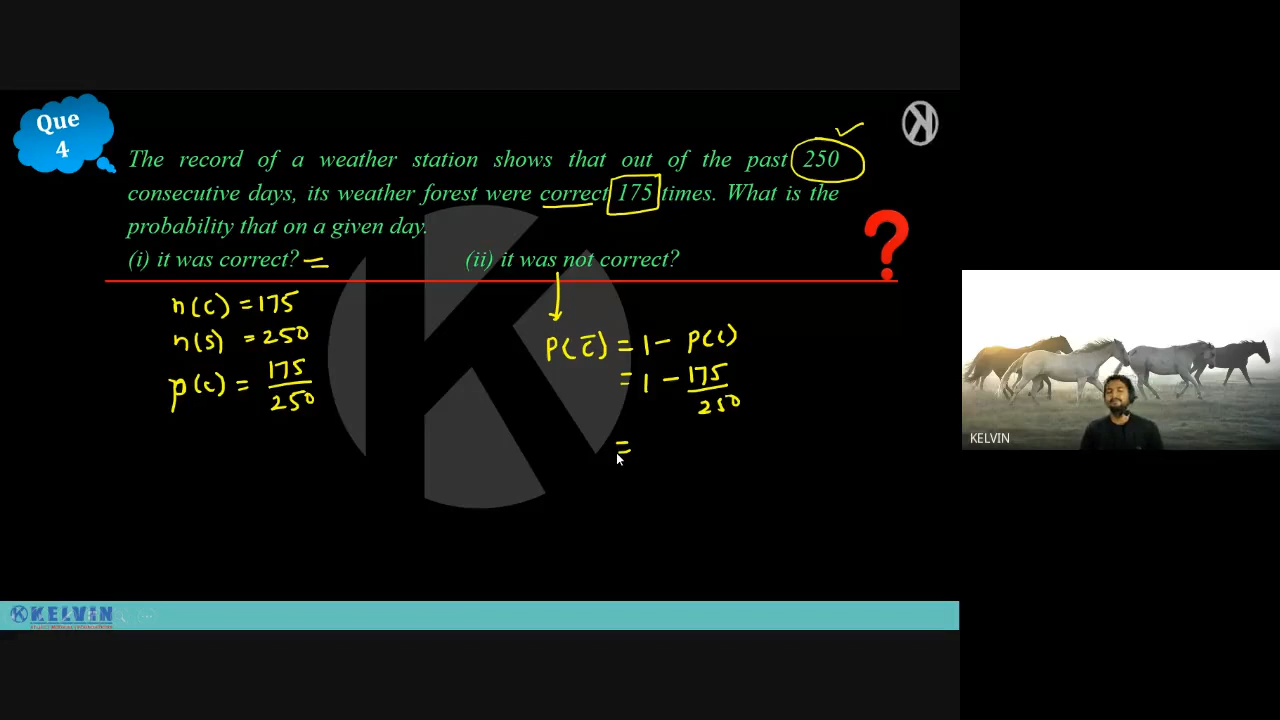 Que
4
The record of a weather station shows that out of the past 250
consecutive days, its weather forest were correct 175 times. What is the
probability that on a given day.
(i) it was correct? =
(ii) it was not correct?
n(c) = 175
n(s) = 250
p(c) = 175/250
P(c̅) = 1 - P(c)
= 1 - 175/250
=
?
KELVIN
KELVIN